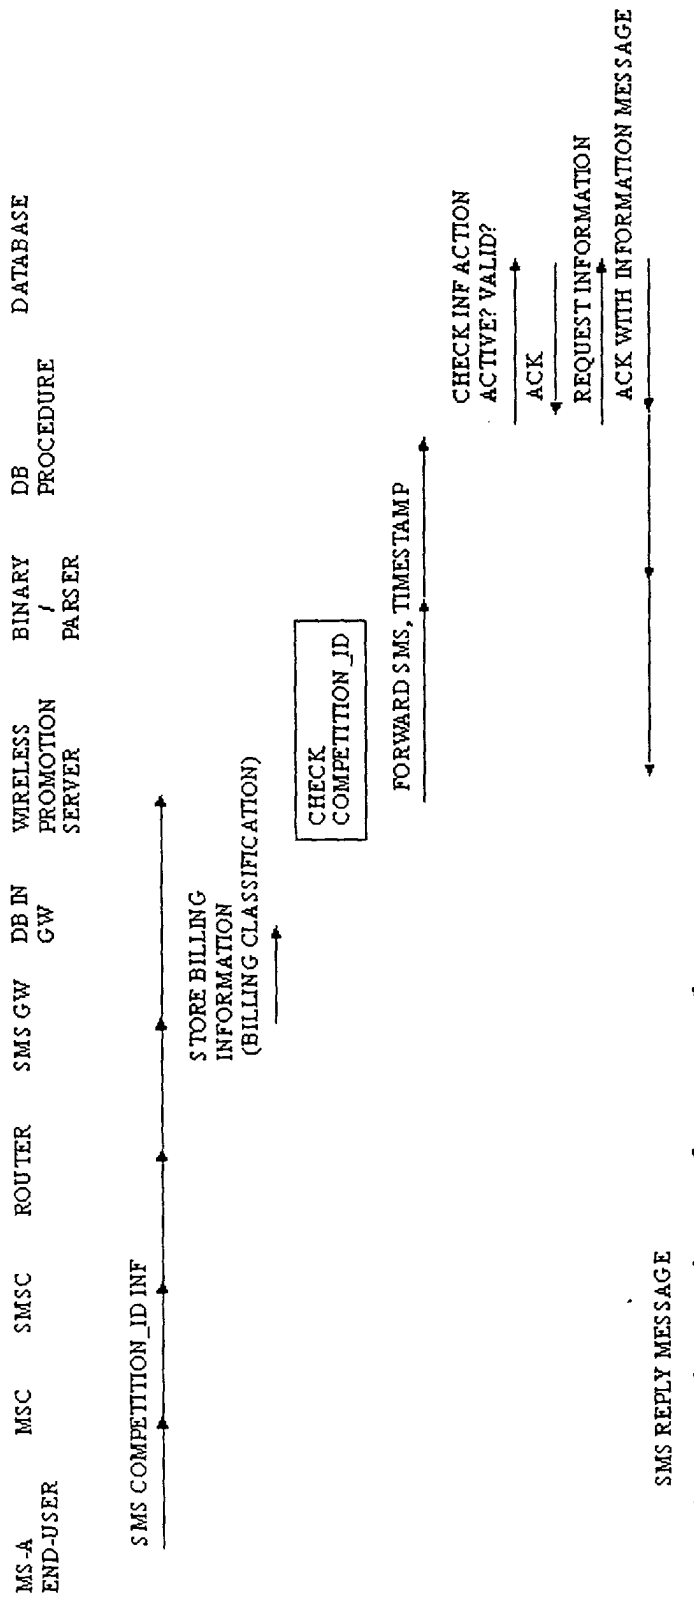 MS-A
END-USER
MSC
SMSC
ROUTER
SMS GW
DB IN
GW
WIRELESS
PROMOTION
SERVER
BINARY
/
PARSER
DB
PROCEDURE
DATABASE
SMS COMPETITION_ID INF
STORE BILLING
INFORMATION
(BILLING CLASSIFICATION)
CHECK
COMPETITION_ID
FORWARD SMS, TIMESTAMP
CHECK INF ACTION
ACTIVE? VALID?
ACK
REQUEST INFORMATION
ACK WITH INFORMATION MESSAGE
SMS REPLY MESSAGE